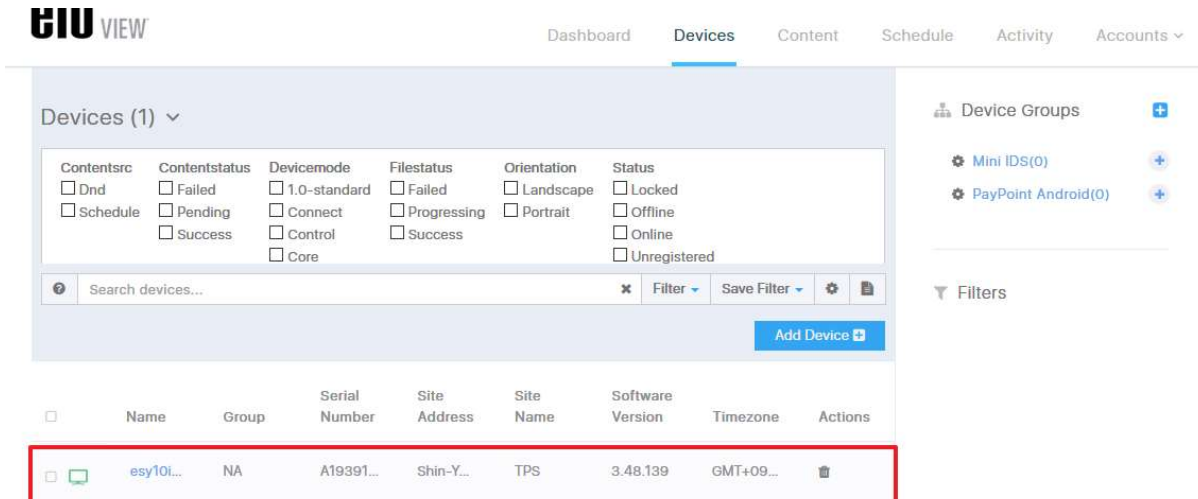 elo VIEW
Dashboard Devices Content Schedule Activity Accounts
Devices (1)
Contentsrc Contentstatus Devicemode Filestatus Orientation Status
Dnd Failed 1.0-standard Failed Landscape Locked
Schedule Pending Connect Progressing Portrait Offline
Success Control Success Online
Core Unregistered
Search devices... Filter Save Filter
Add Device
Name Group Serial Number Site Address Site Name Software Version Timezone Actions
esy10i... NA A19391... Shin-Y... TPS 3.48.139 GMT+09...
Device Groups
Mini IDS(0)
PayPoint Android(0)
Filters